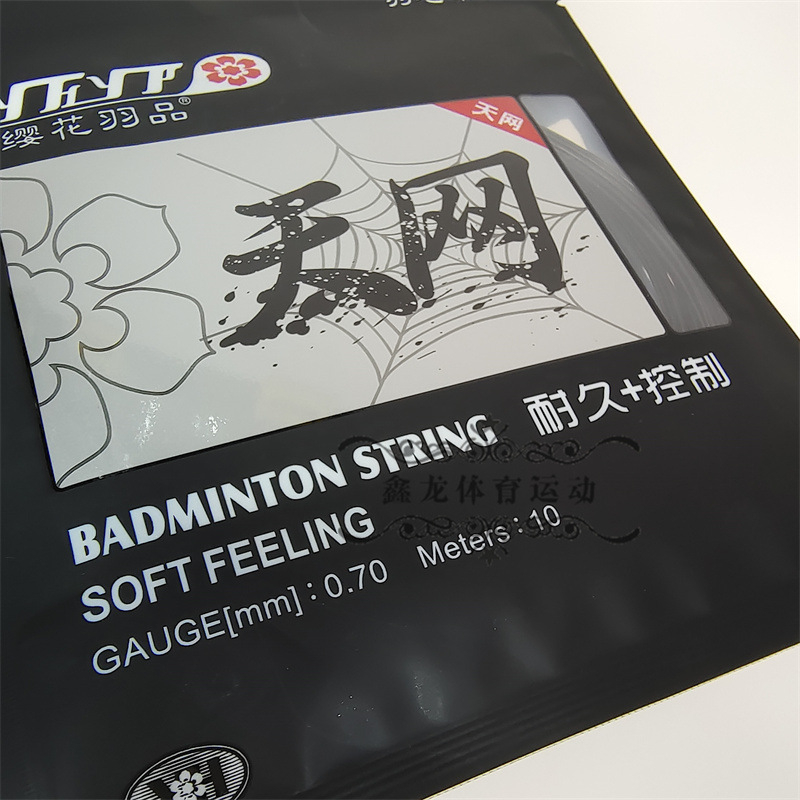 缨花羽品®
天网
天网
耐久+控制
BADMINTON STRING
SOFT FEELING
GAUGE[mm]:0.70 Meters:10
鑫龙体育运动